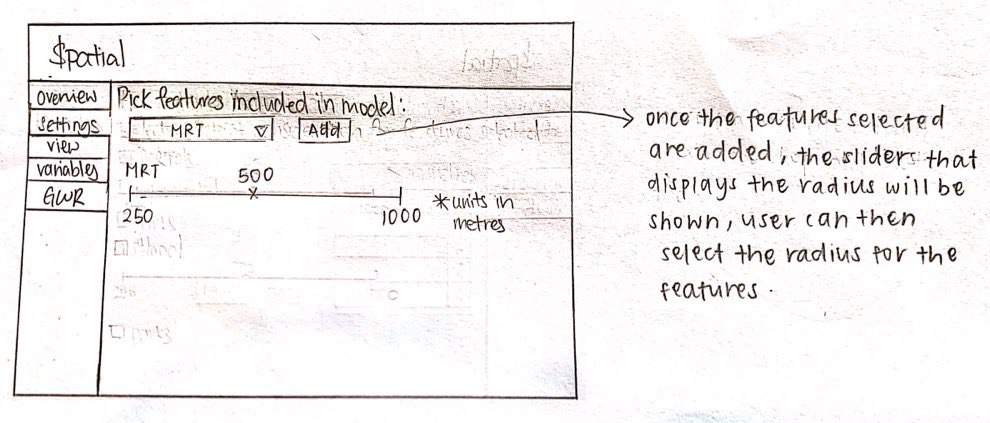 $patial
overview
settings
view
variables
GWR
Pick features included in model:
MRT
Add
MRT
500
250
1000
*units in
metres
once the features selected
are added, the sliders that
displays the radius will be
shown, user can then
select the radius for the
features.